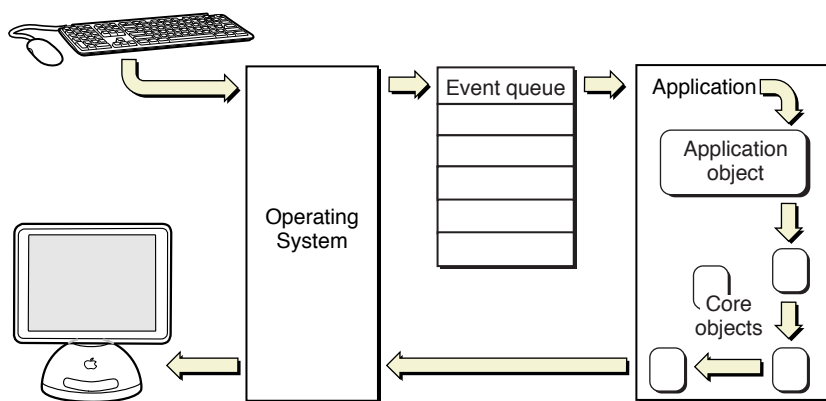 Event queue
Application
Application
object
Operating
System
Core
objects